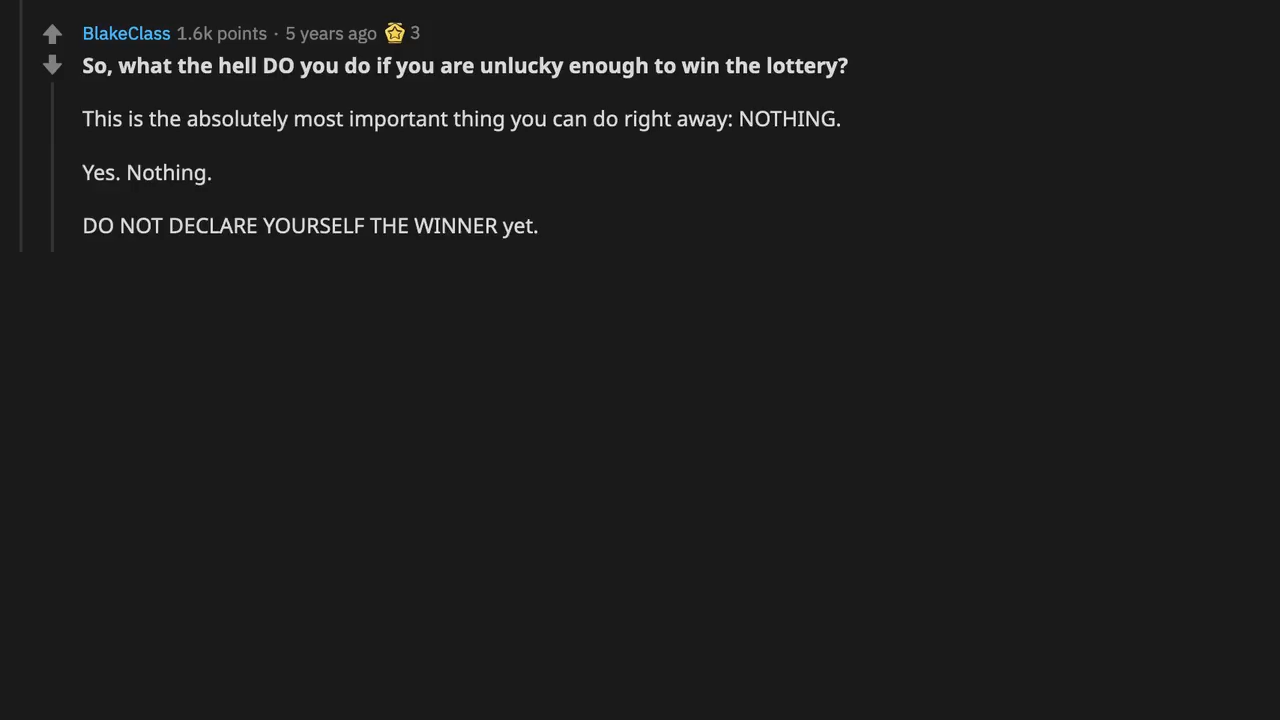 BlakeClass 1.6k points · 5 years ago 3
So, what the hell DO you do if you are unlucky enough to win the lottery?
This is the absolutely most important thing you can do right away: NOTHING.
Yes. Nothing.
DO NOT DECLARE YOURSELF THE WINNER yet.